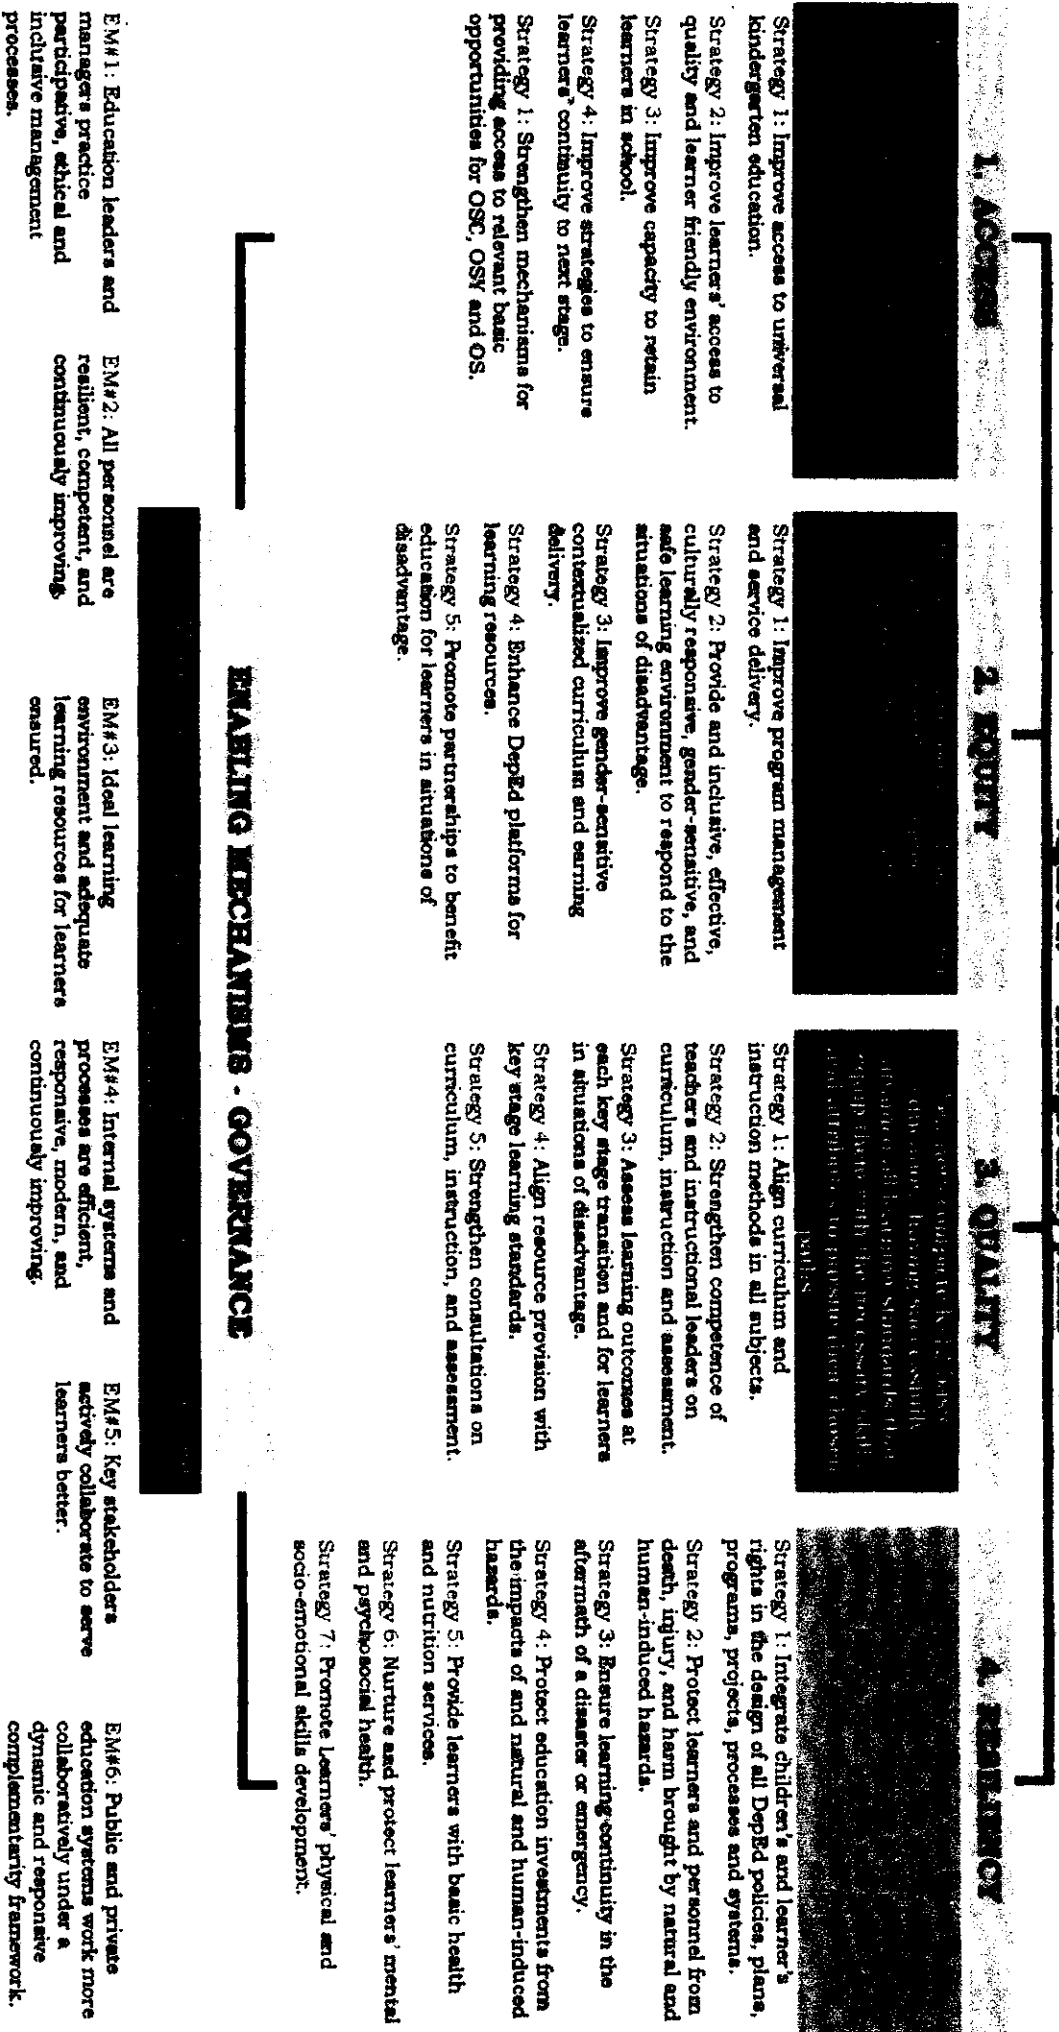 1. ACCESS
Strategy 1: Improve access to universal
kindergarten education.
Strategy 2: Improve learners' access to
quality and learner friendly environment.
Strategy 3: Improve capacity to retain
learners in school.
Strategy 4: Improve strategies to ensure
learners" continuity to next stage.
Strategy 1: Strengthen mechanisms for
providing access to relevant basic
opportunities for OSC, OSY and OS.
2. EQUITY
Strategy 1: Improve program management
and service delivery.
Strategy 2: Provide and inclusive, effective,
culturally responsive, gender-sensitive, and
safe learning environment to respond to the
situations of disadvantage.
Strategy 3: Improve gender-sensitive
contextualized curriculum and earning
delivery.
Strategy 4: Enhance DepEd platforms for
learning resources.
Strategy 5: Promote partnerships to benefit
education for learners in situations of
disadvantage.
3. QUALITY
equip them with the necessary skills
and attributes to pursue their chosen
paths
Strategy 1: Align curriculum and
instruction methods in all subjects.
Strategy 2: Strengthen competence of
teachers and instructional leaders on
curriculum, instruction and assessment.
Strategy 3: Assess learning outcomes at
each key stage transition and for learners
in situations of disadvantage.
Strategy 4: Align resource provision with
key stage learning standards.
Strategy 5: Strengthen consultations on
curriculum, instruction, and assessment.
4. RESILIENCY
Strategy 1: Integrate children's and learner's
rights in the design of all DepEd policies, plans,
programs, projects, processes and systems.
Strategy 2: Protect learners and personnel from
death, injury, and harm brought by natural and
human-induced hazards.
Strategy 3: Ensure learning continuity in the
aftermath of a disaster or emergency.
Strategy 4: Protect education investments from
the impacts of and natural and human-induced
hazards.
Strategy 5: Provide learners with basic health
and nutrition services.
Strategy 6: Nurture and protect learners' mental
and psychosocial health.
Strategy 7: Promote Learners' physical and
socio-emotional skills development.
ENABLING MECHANISMS - GOVERNANCE
EM#1: Education leaders and
managers practice
participative, ethical and
inclusive management
processes.
EM#2: All personnel are
resilient, competent, and
continuously improving.
EM#3: Ideal learning
environment and adequate
learning resources for learners
ensured.
EM#4: Internal systems and
processes are efficient,
responsive, modern, and
continuously improving.
EM#5: Key stakeholders
actively collaborate to serve
learners better.
EM#6: Public and private
education systems work more
collaboratively under a
dynamic and responsive
complementarity framework.